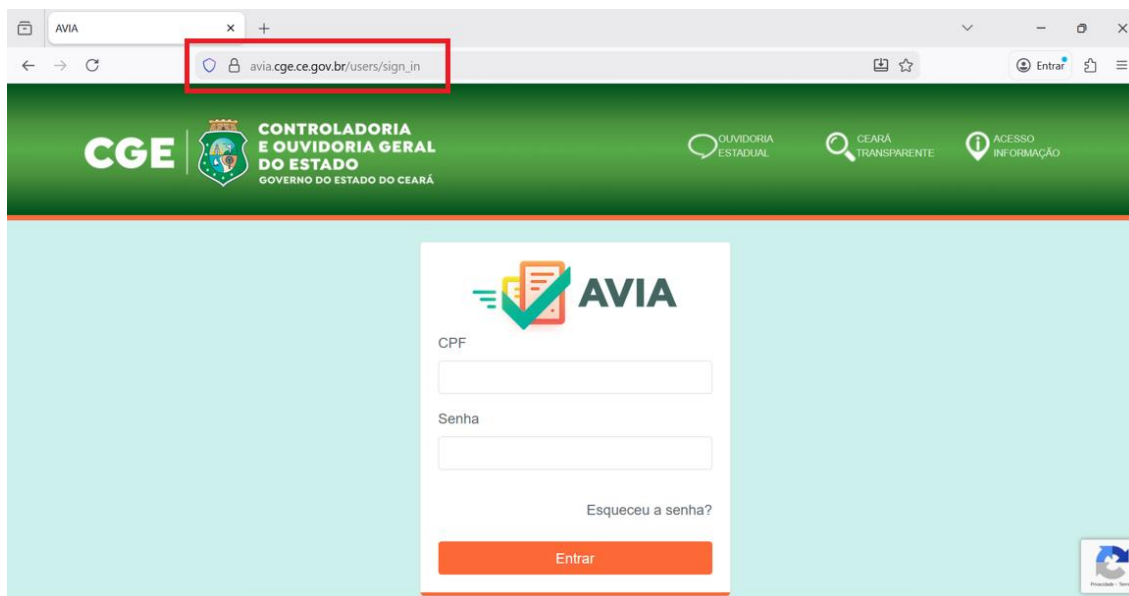 AVIA
avia.cge.ce.gov.br/users/sign_in
Entrar
CGE
CONTROLADORIA
E OUVIDORIA GERAL
DO ESTADO
GOVERNO DO ESTADO DO CEARÁ
OUVIDORIA
ESTADUAL
CEARÁ
TRANSPARENTE
ACESSO
INFORMAÇÃO
AVIA
CPF
Senha
Esqueceu a senha?
Entrar